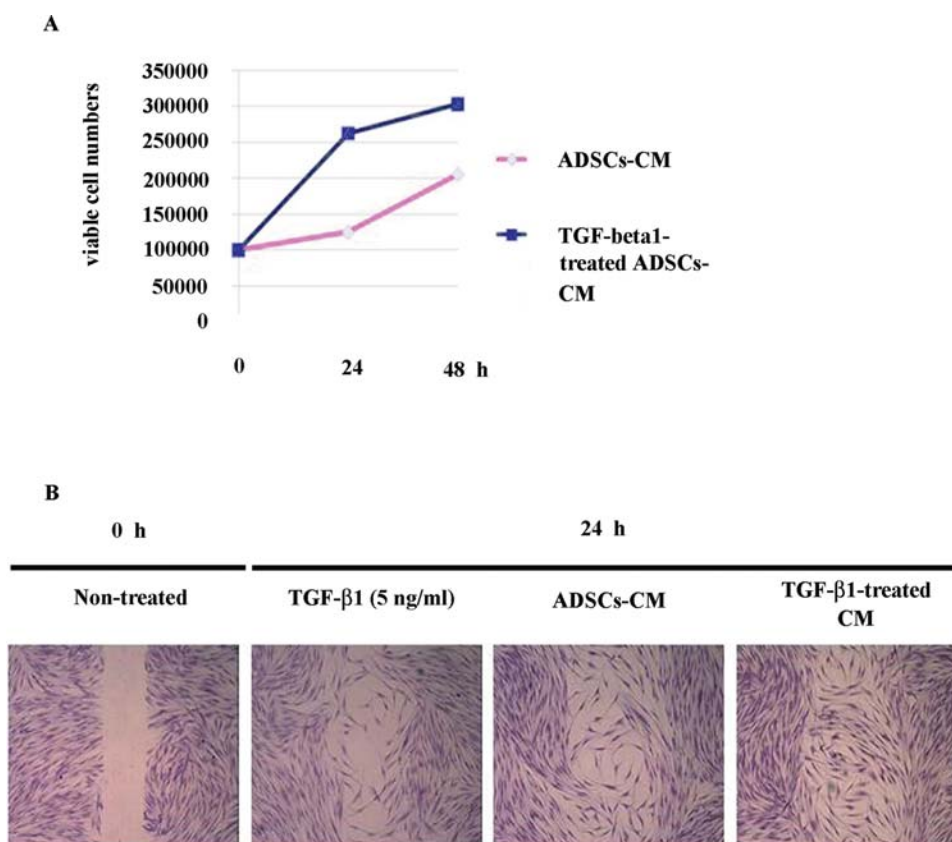 A
viable cell numbers
350000
300000
250000
200000
150000
100000
50000
0
0 24 48 h
ADSCs-CM
TGF-beta1-
treated ADSCs-
CM
B
0 h
24 h
Non-treated
TGF-β1 (5 ng/ml)
ADSCs-CM
TGF-β1-treated
CM